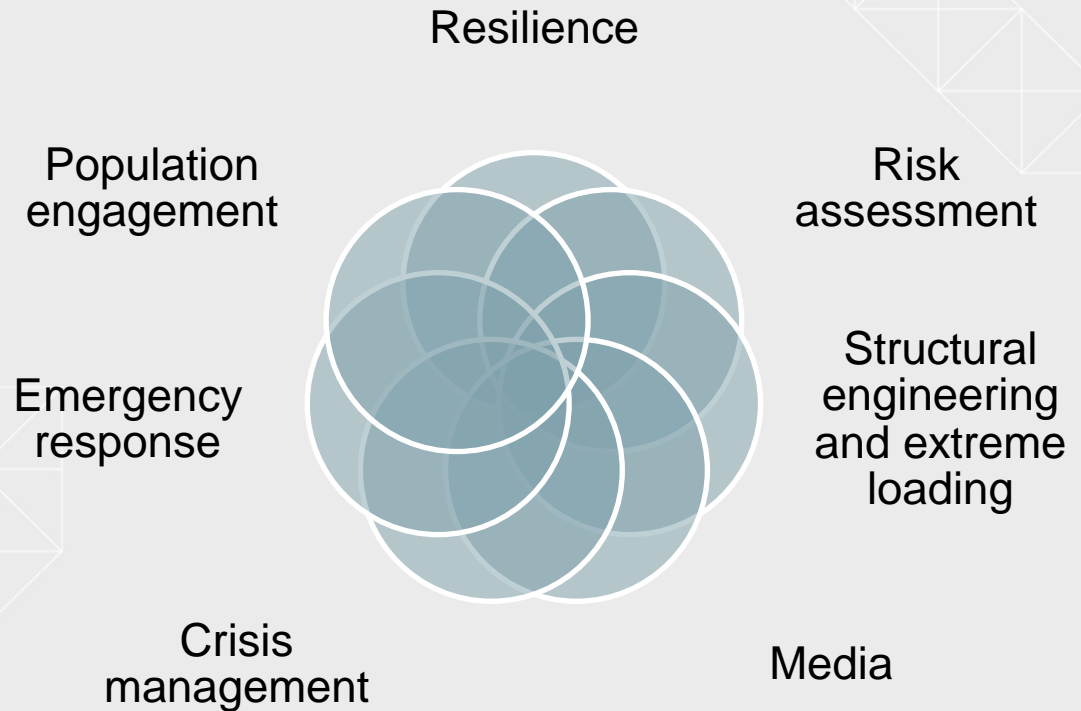 Resilience
Population
engagement
Risk
assessment
Structural
engineering
and extreme
loading
Emergency
response
Crisis
management
Media